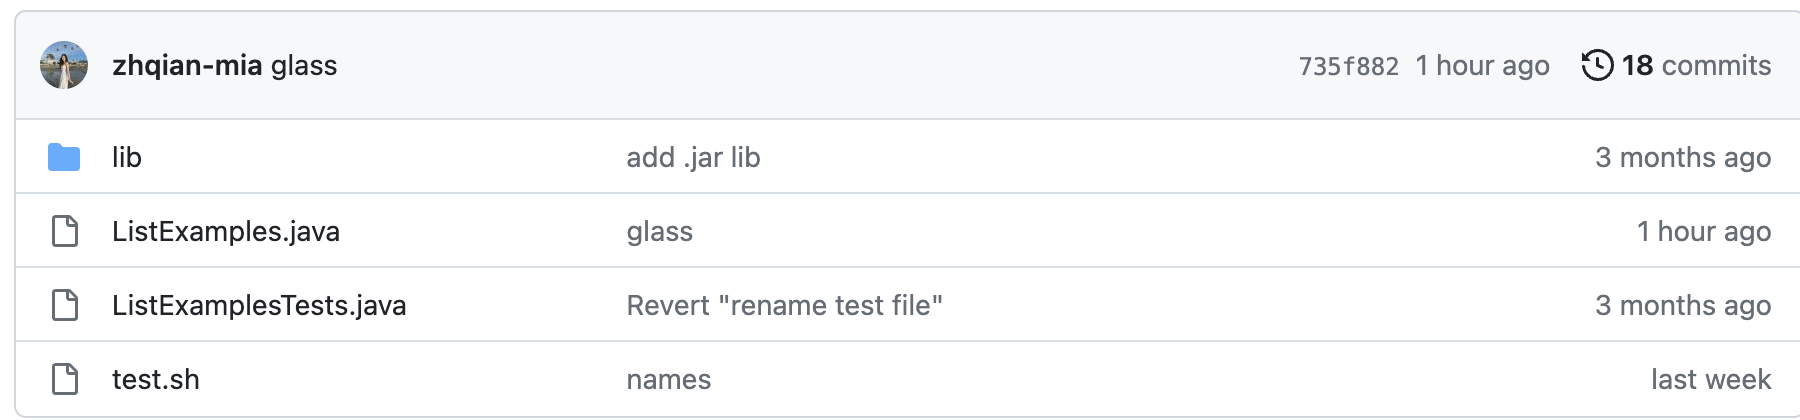 zhqian-mia glass 735f882 1 hour ago 18 commits
lib add .jar lib 3 months ago
ListExamples.java glass 1 hour ago
ListExamplesTests.java Revert "rename test file" 3 months ago
test.sh names last week